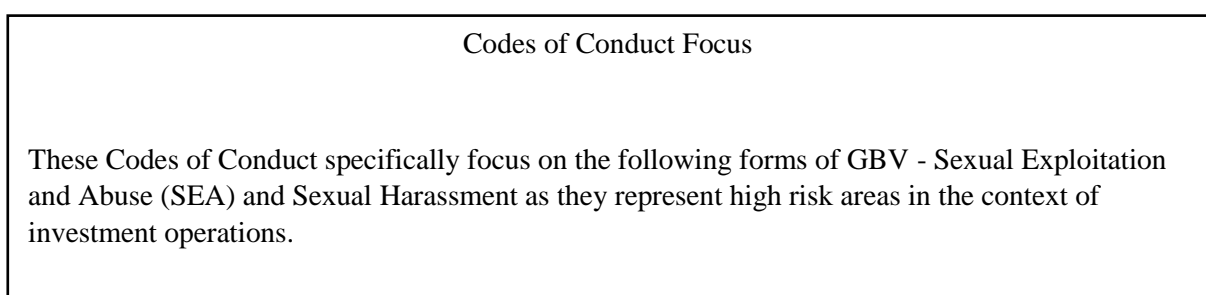 Codes of Conduct Focus
These Codes of Conduct specifically focus on the following forms of GBV - Sexual Exploitation
and Abuse (SEA) and Sexual Harassment as they represent high risk areas in the context of
investment operations.